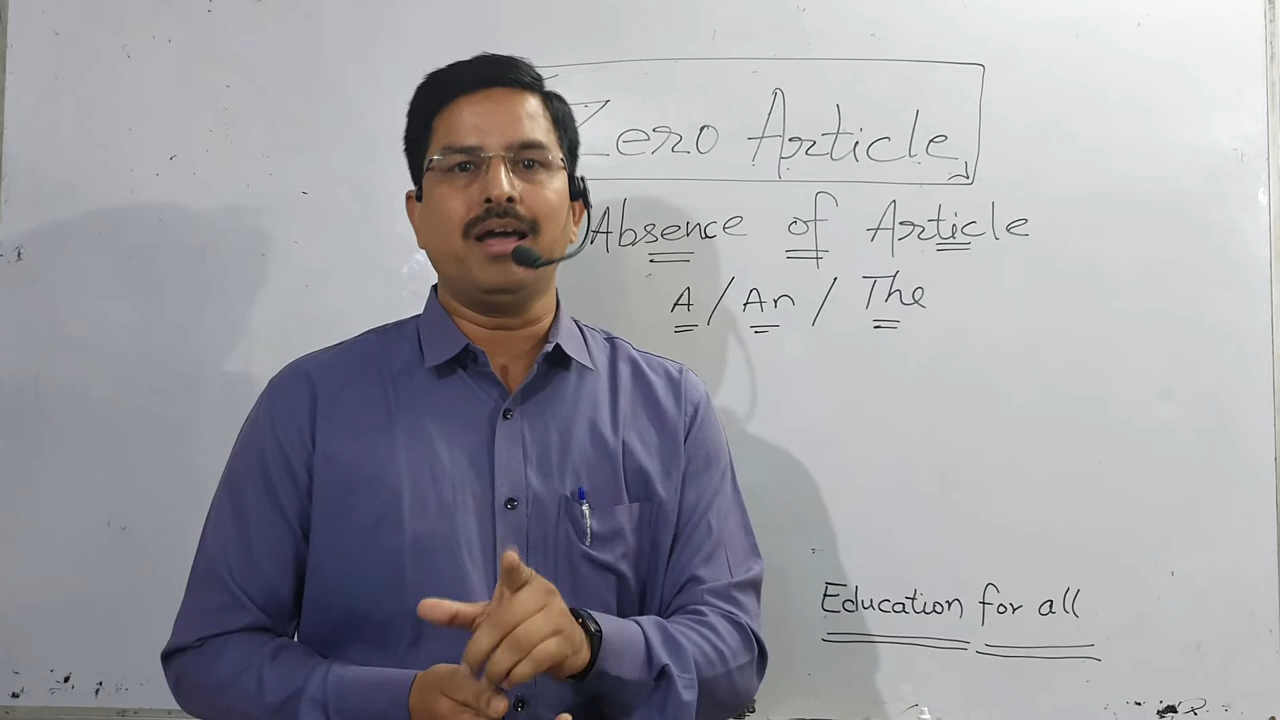 Zero Article
Absence of Article
A / An / The
Education for all